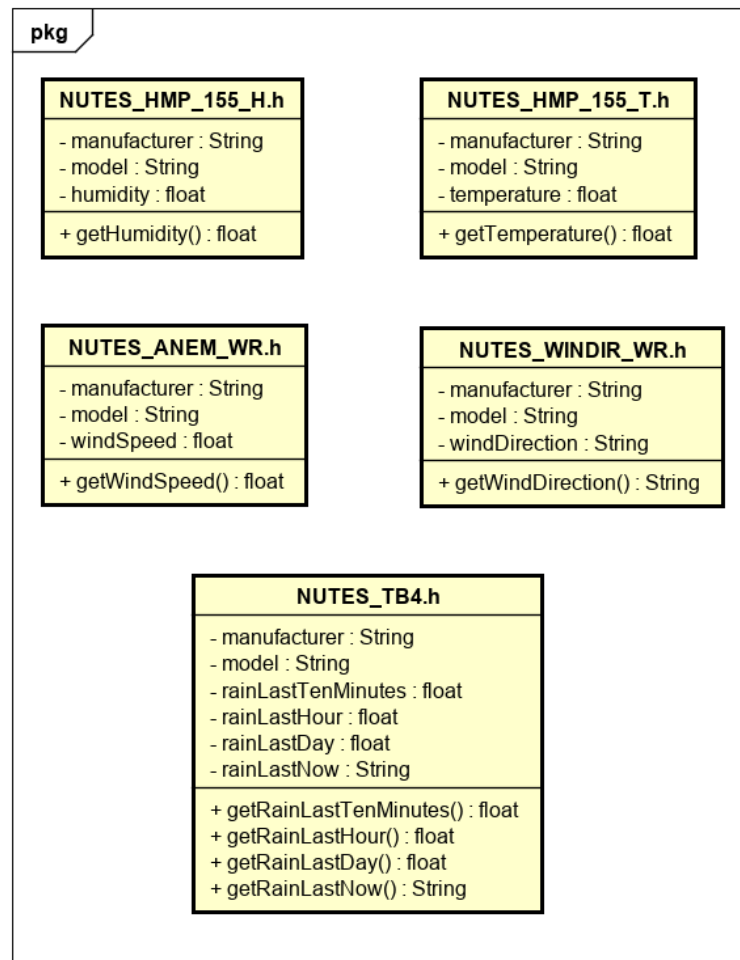 pkg
NUTES_HMP_155_H.h
- manufacturer : String
- model : String
- humidity : float
+ getHumidity() : float
NUTES_HMP_155_T.h
- manufacturer : String
- model : String
- temperature : float
+ getTemperature() : float
NUTES_ANEM_WR.h
- manufacturer : String
- model : String
- windSpeed : float
+ getWindSpeed() : float
NUTES_WINDIR_WR.h
- manufacturer : String
- model : String
- windDirection : String
+ getWindDirection() : String
NUTES_TB4.h
- manufacturer : String
- model : String
- rainLastTenMinutes : float
- rainLastHour : float
- rainLastDay : float
- rainLastNow : String
+ getRainLastTenMinutes() : float
+ getRainLastHour() : float
+ getRainLastDay() : float
+ getRainLastNow() : String